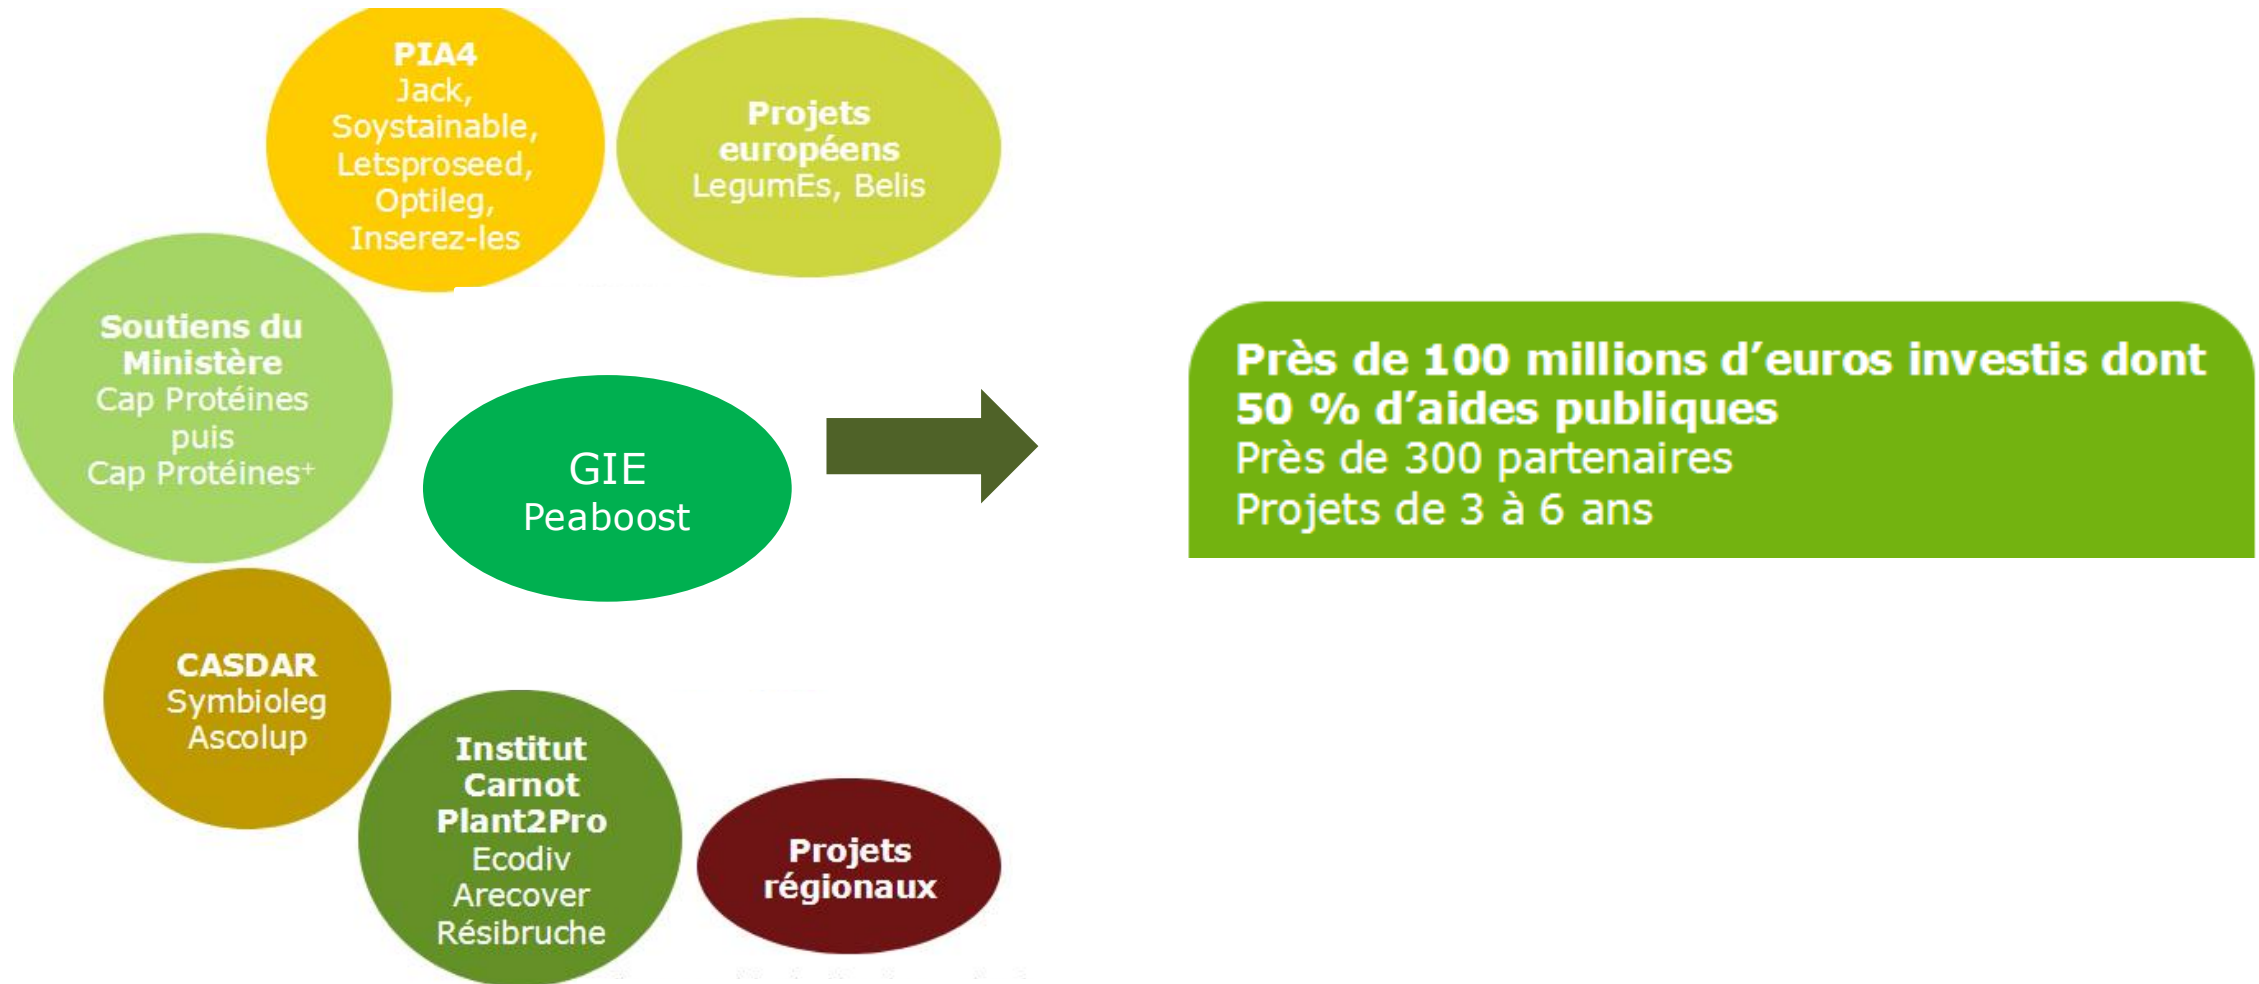 PIA4
Jack,
Soystainable,
Letsproseed,
Optileg,
Inserez-les
Projets
européens
LegumEs, Belis
Soutiens du
Ministère
Cap Protéines
puis
Cap Protéines⁺
GIE
Peaboost
CASDAR
Symbioleg
Ascolup
Institut
Carnot
Plant2Pro
Ecodiv
Arecover
Résibruche
Projets
régionaux
Près de 100 millions d’euros investis dont
50 % d’aides publiques
Près de 300 partenaires
Projets de 3 à 6 ans